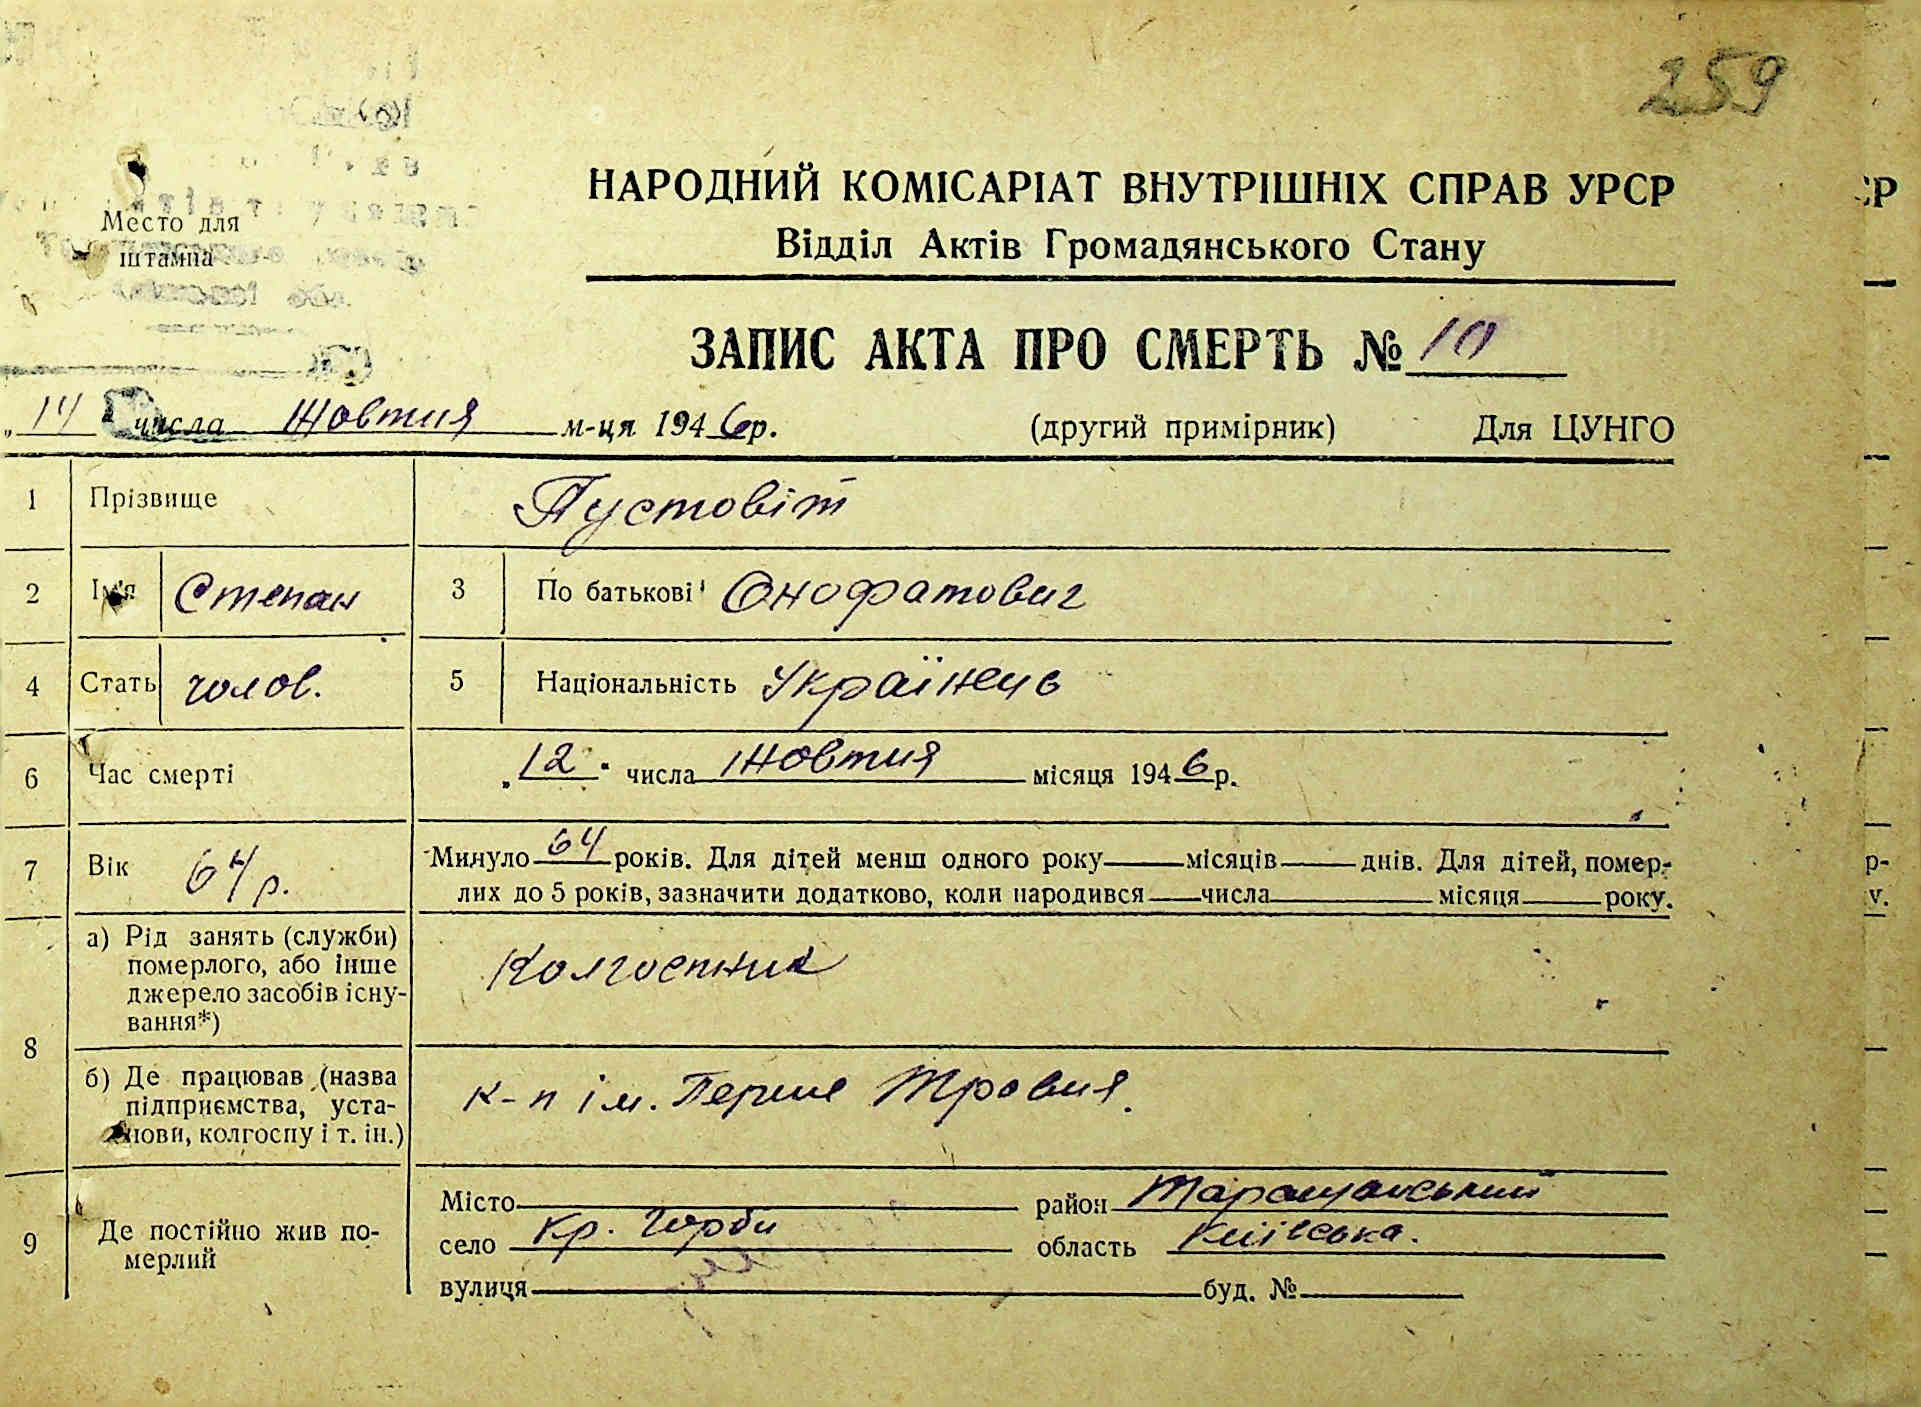 259
Место для
штампа
НАРОДНИЙ КОМІСАРІАТ ВНУТРІШНІХ СПРАВ УРСР
Відділ Актів Громадянського Стану
ЗАПИС АКТА ПРО СМЕРТЬ № 10
„14" числа Жовтня м-ця 1946р. (другий примірник) Для ЦУНГО
1 Прізвище Пустовіт
2 Ім'я Степан 3 По батькові Онофратович
4 Стать чолов. 5 Національність Українець
6 Час смерті „12" числа Жовтня місяця 1946р.
7 Вік 64 р. Минуло 64 років. Для дітей менш одного року місяців днів. Для дітей, помер-
лих до 5 років, зазначити додатково, коли народився числа місяця року.
8 а) Рід занять (служби)
померлого, або інше
джерело засобів існу-
вання*)
Колгоспник
б) Де працював (назва
підприємства, уста-
нови, колгоспу і т. ін.)
к-п ім. Перше Травня.
9 Де постійно жив по-
мерлий
Місто район Таращанський
село Кр. Горби область Київська.
вулиця буд. №
СР
р-